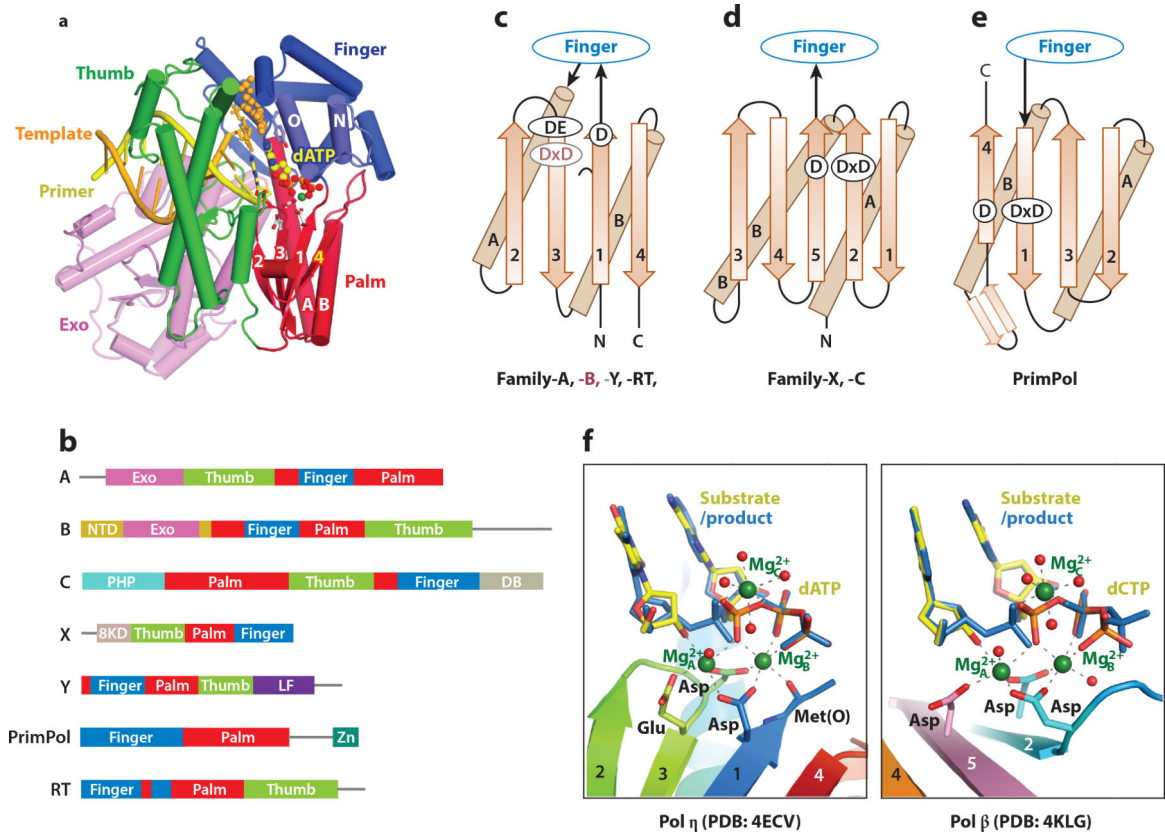 a
Finger
Thumb
O
N
Template
dATP
Primer
2
3
1
4
Palm
A
B
Exo
b
A
Exo
Thumb
Finger
Palm
B
NTD
Exo
Finger
Palm
Thumb
C
PHP
Palm
Thumb
Finger
DB
X
8KD
Thumb
Palm
Finger
Y
Finger
Palm
Thumb
LF
PrimPol
Finger
Palm
Zn
RT
Finger
Palm
Thumb
c
Finger
DE
D
DxD
A
B
2
3
1
4
N
C
Family-A, -B, -Y, -RT,
d
Finger
D
DxD
A
B
3
4
5
2
1
B
N
Family-X, -C
e
Finger
C
4
B
A
D
DxD
1
3
2
PrimPol
f
Substrate
/product
Mg²⁺C
dATP
Mg²⁺A
Mg²⁺B
Asp
Glu
Asp
Met(O)
2
3
1
4
Pol η (PDB: 4ECV)
Substrate
/product
Mg²⁺C
dCTP
Mg²⁺A
Mg²⁺B
Asp
Asp
Asp
2
5
4
Pol β (PDB: 4KLG)